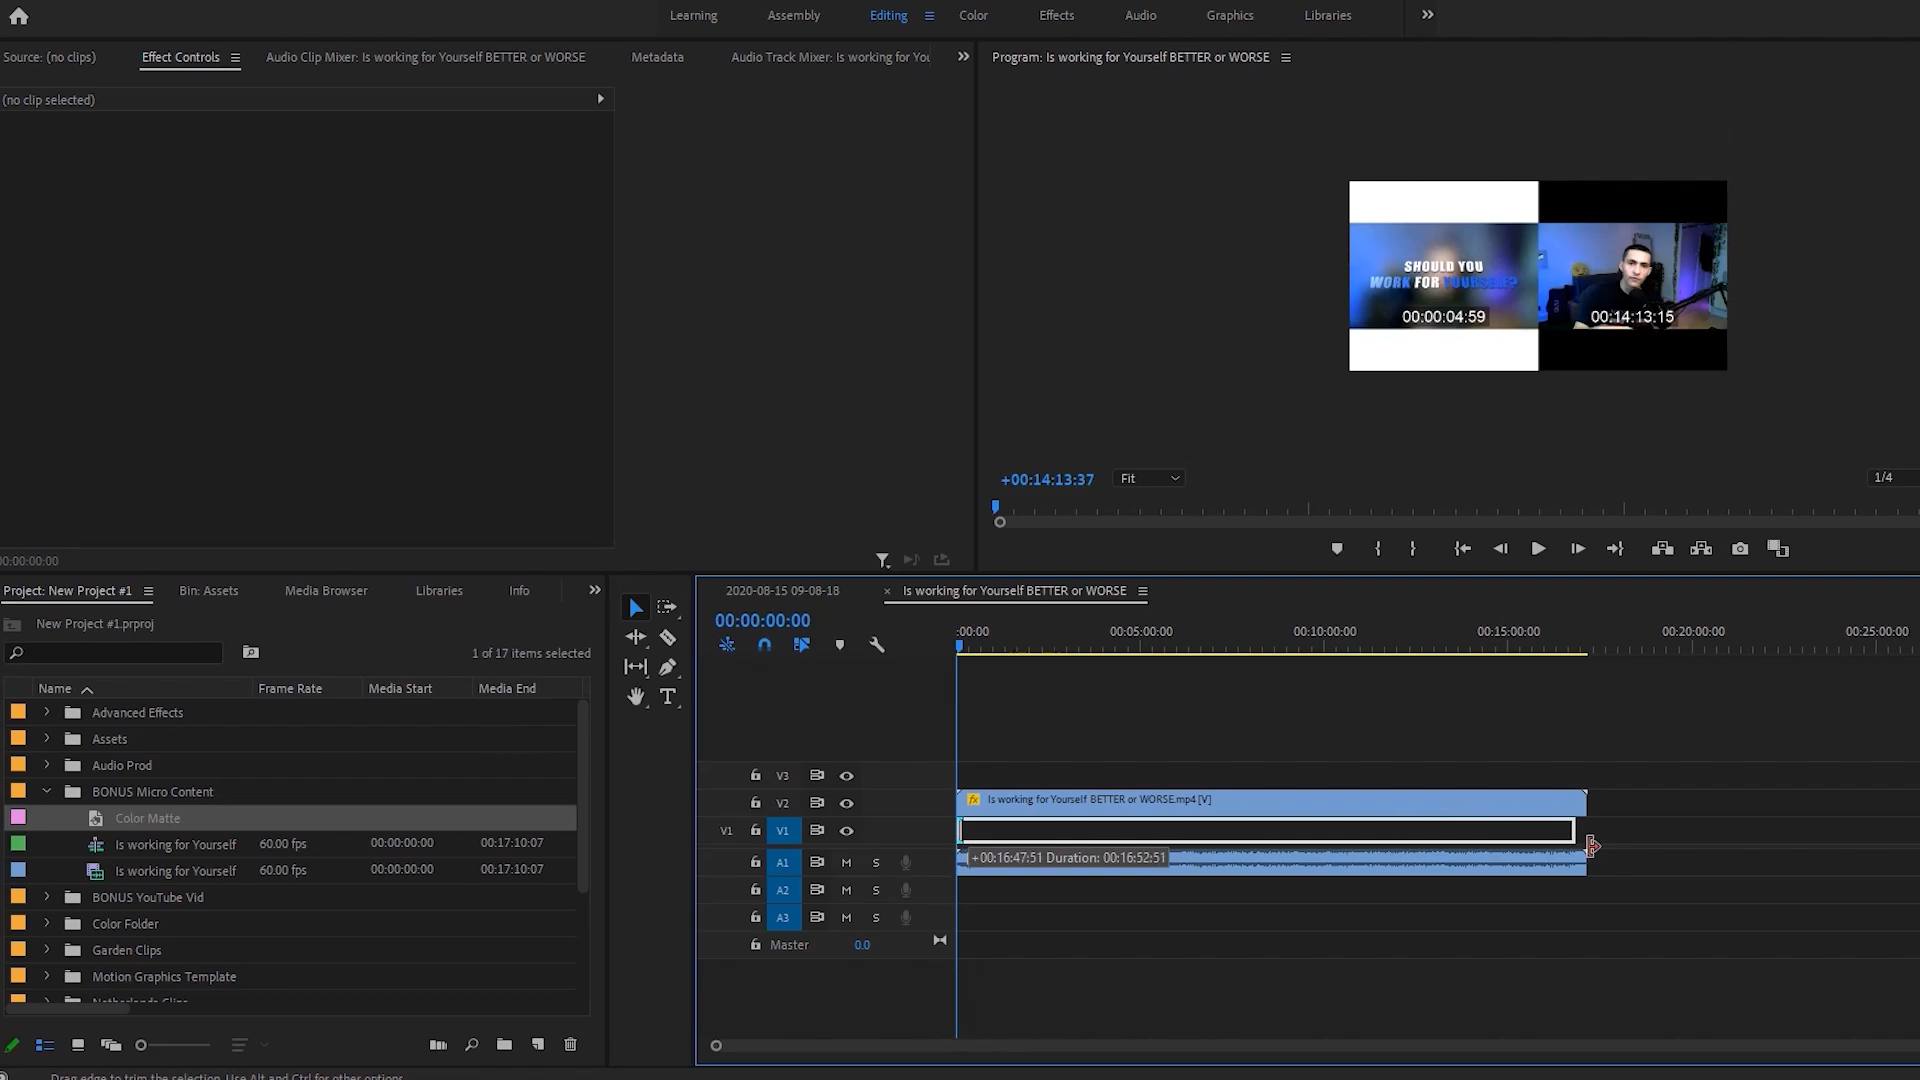 Learning Assembly Editing Color Effects Audio Graphics Libraries
Source: (no clips) Effect Controls Audio Clip Mixer: Is working for Yourself BETTER or WORSE Metadata Audio Track Mixer: Is working for You
Program: Is working for Yourself BETTER or WORSE
(no clip selected)
SHOULD YOU
WORK FOR YOURSELF?
00:00:04:59 00:14:13:15
+00:14:13:37 Fit 1/4
00:00:00:00
Project: New Project #1 Bin: Assets Media Browser Libraries Info
New Project #1.prproj
1 of 17 items selected
Name Frame Rate Media Start Media End
Advanced Effects
Assets
Audio Prod
BONUS Micro Content
Color Matte
Is working for Yourself 60.00 fps 00:00:00:00 00:17:10:07
Is working for Yourself 60.00 fps 00:00:00:00 00:17:10:07
BONUS YouTube Vid
Color Folder
Garden Clips
Motion Graphics Template
Netherlands Clips
2020-08-15 09-08-18 × Is working for Yourself BETTER or WORSE
00:00:00:00
:00:00 00:05:00:00 00:10:00:00 00:15:00:00 00:20:00:00 00:25:00:00
V3
V2 fx Is working for Yourself BETTER or WORSE.mp4 [V]
V1 V1
A1 M S +00:16:47:51 Duration: 00:16:52:51
A2 M S
A3 M S
Master 0.0
Drag edge to trim the selection. Use Alt and Ctrl for other options.